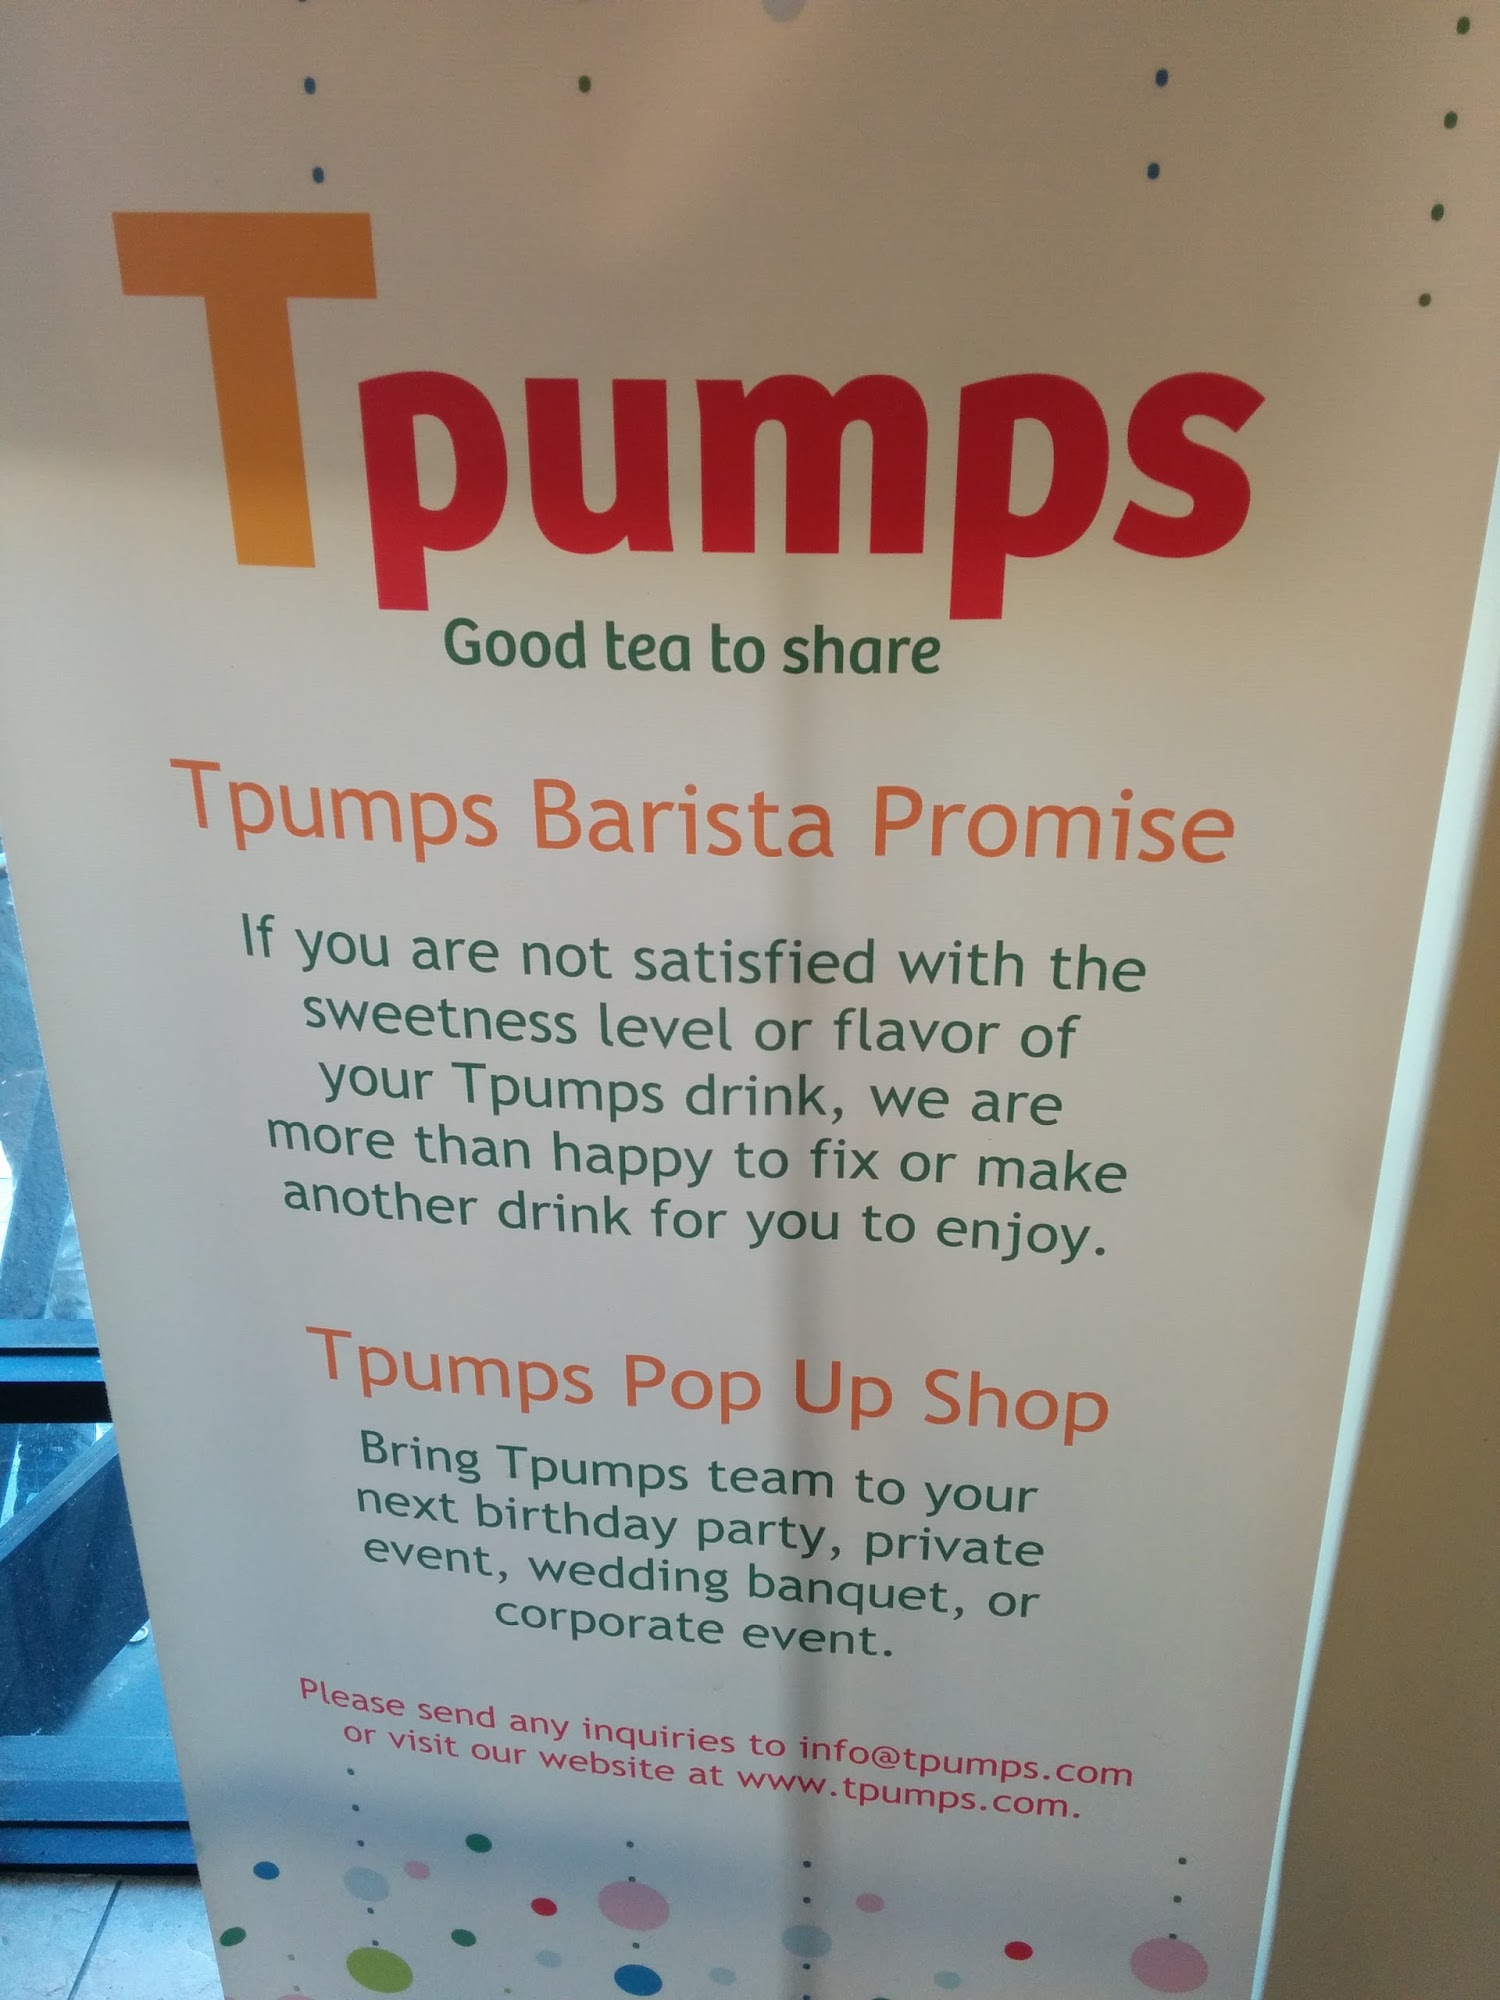 Tpumps
Good tea to share
Tpumps Barista Promise
If you are not satisfied with the
sweetness level or flavor of
your Tpumps drink, we are
more than happy to fix or make
another drink for you to enjoy.
Tpumps Pop Up Shop
Bring Tpumps team to your
next birthday party, private
event, wedding banquet, or
corporate event.
Please send any inquiries to info@tpumps.com
or visit our website at www.tpumps.com.